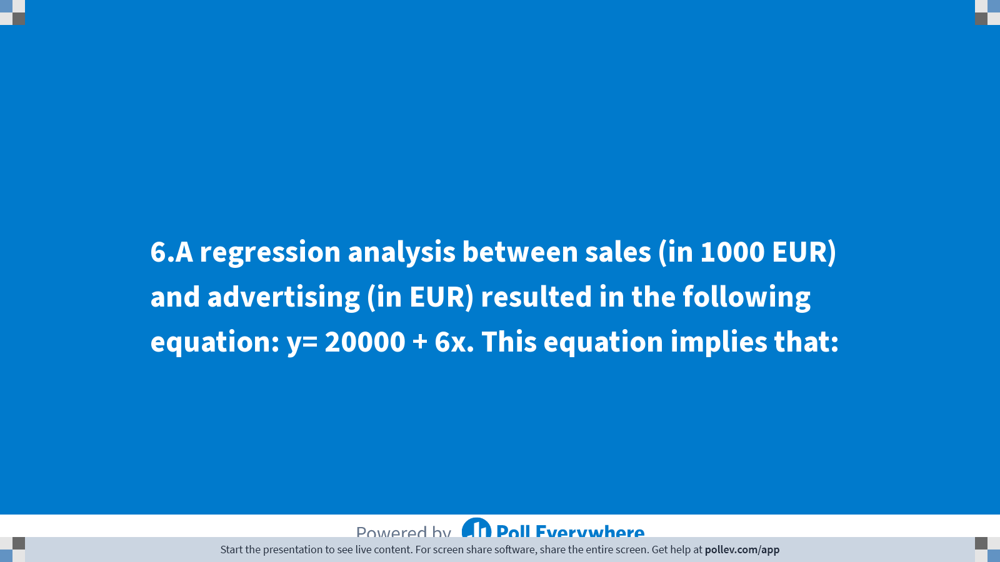 6.A regression analysis between sales (in 1000 EUR)
and advertising (in EUR) resulted in the following
equation: y= 20000 + 6x. This equation implies that:
Powered by Poll Everywhere
Start the presentation to see live content. For screen share software, share the entire screen. Get help at pollev.com/app